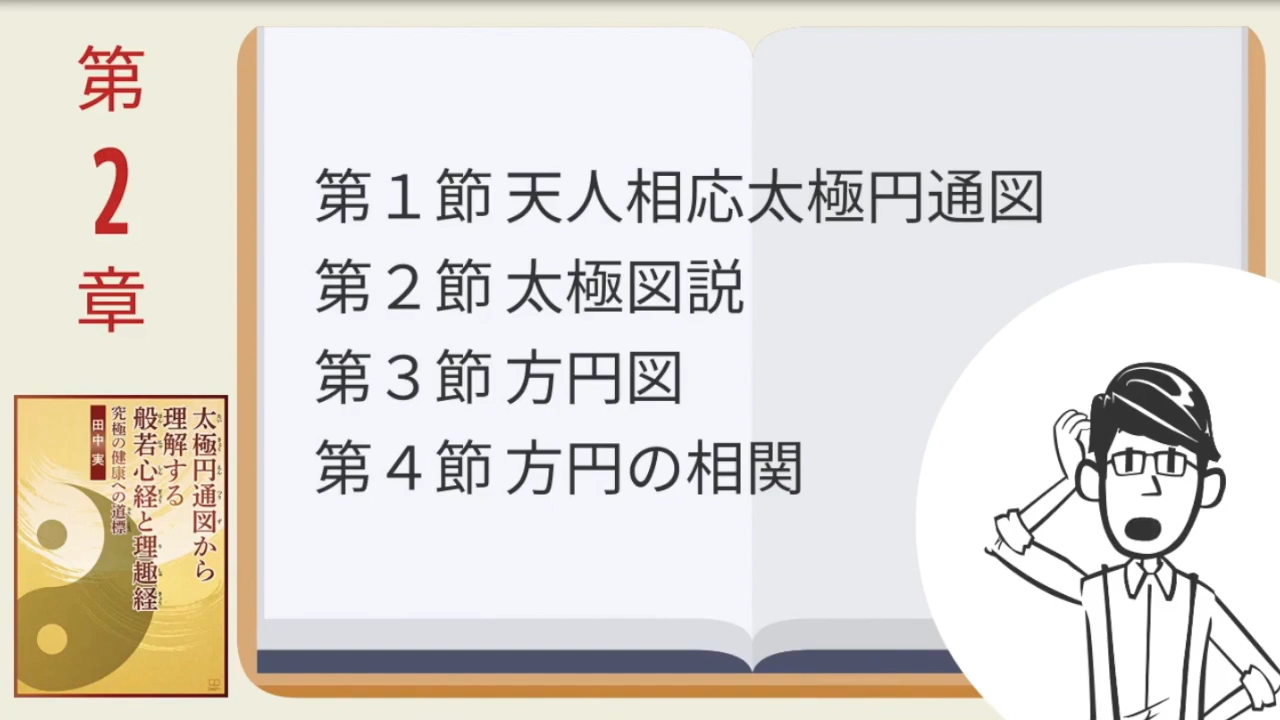 第2章
第１節 天人相応太極円通図
第２節 太極図説
第３節 方円図
第４節 方円の相関
太極円通図から
理解する
般若心経と理趣経
究極の健康への道標
田中 実